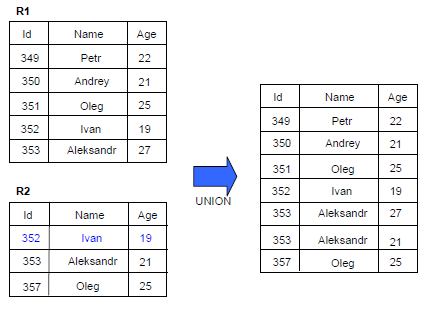 R1
Id Name Age
349 Petr 22
350 Andrey 21
351 Oleg 25
352 Ivan 19
353 Aleksandr 27
R2
Id Name Age
352 Ivan 19
353 Aleksandr 21
357 Oleg 25
UNION
Id Name Age
349 Petr 22
350 Andrey 21
351 Oleg 25
352 Ivan 19
353 Aleksandr 27
353 Aleksandr 21
357 Oleg 25